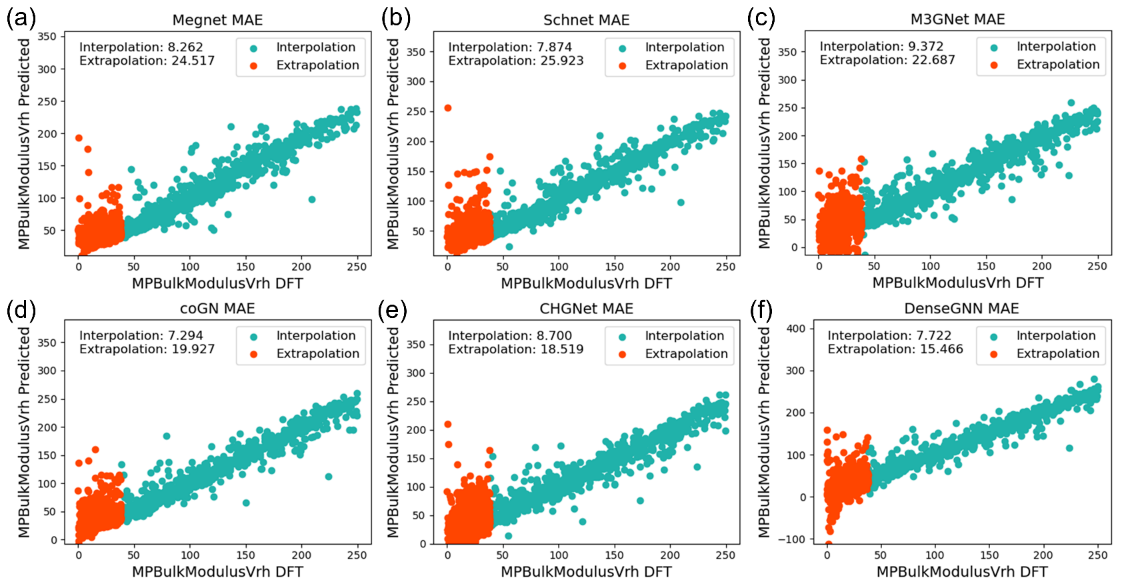 (a)
Megnet MAE
Interpolation: 8.262
Extrapolation: 24.517
Interpolation
Extrapolation
MPBulkModulusVrh Predicted
350
300
250
200
150
100
50
0
50
100
150
200
250
MPBulkModulusVrh DFT
(b)
Schnet MAE
Interpolation: 7.874
Extrapolation: 25.923
Interpolation
Extrapolation
MPBulkModulusVrh Predicted
350
300
250
200
150
100
50
0
50
100
150
200
250
MPBulkModulusVrh DFT
(c)
M3GNet MAE
Interpolation: 9.372
Extrapolation: 22.687
Interpolation
Extrapolation
MPBulkModulusVrh Predicted
350
300
250
200
150
100
50
0
0
50
100
150
200
250
MPBulkModulusVrh DFT
(d)
coGN MAE
Interpolation: 7.294
Extrapolation: 19.927
Interpolation
Extrapolation
MPBulkModulusVrh Predicted
350
300
250
200
150
100
50
0
0
50
100
150
200
250
MPBulkModulusVrh DFT
(e)
CHGNet MAE
Interpolation: 8.700
Extrapolation: 18.519
Interpolation
Extrapolation
MPBulkModulusVrh Predicted
350
300
250
200
150
100
50
0
0
50
100
150
200
250
MPBulkModulusVrh DFT
(f)
DenseGNN MAE
Interpolation: 7.722
Extrapolation: 15.466
Interpolation
Extrapolation
MPBulkModulusVrh Predicted
400
300
200
100
0
−100
0
50
100
150
200
250
MPBulkModulusVrh DFT